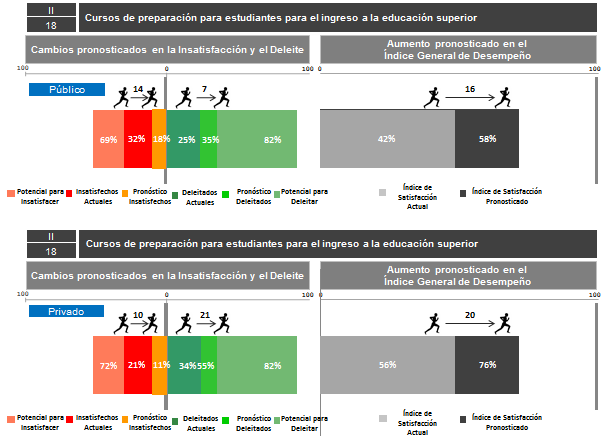 II
18
Cursos de preparación para estudiantes para el ingreso a la educación superior
Cambios pronosticados en la Insatisfacción y el Deleite
Aumento pronosticado en el
Índice General de Desempeño
100
0
100
0
100
Público
14
7
16
69%
32%
18%
25%
35%
82%
42%
58%
Potencial para
Insatisfacer
Insatisfechos
Actuales
Pronóstico
Insatisfechos
Deleitados
Actuales
Pronóstico
Deleitados
Potencial para
Deleitar
Índice de
Satisfacción
Actual
Índice de Satisfacción
Pronosticado
II
18
Cursos de preparación para estudiantes para el ingreso a la educación superior
Cambios pronosticados en la Insatisfacción y el Deleite
Aumento pronosticado en el
Índice General de Desempeño
100
0
100
0
100
Privado
10
21
20
72%
21%
11%
34%
55%
82%
56%
76%
Potencial para
Insatisfacer
Insatisfechos
Actuales
Pronóstico
Insatisfechos
Deleitados
Actuales
Pronóstico
Deleitados
Potencial para
Deleitar
Índice de
Satisfacción
Actual
Índice de Satisfacción
Pronosticado